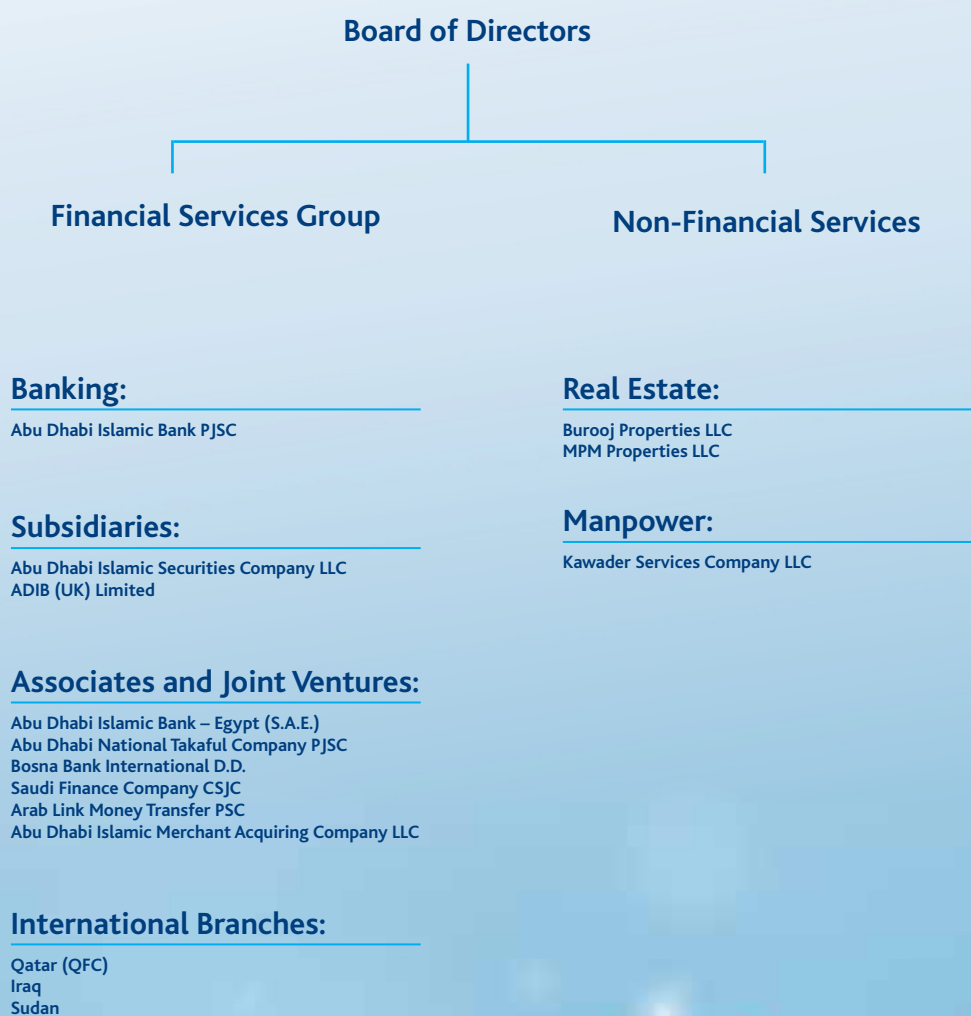 Board of Directors
Financial Services Group
Non-Financial Services
Banking:
Abu Dhabi Islamic Bank PJSC
Subsidiaries:
Abu Dhabi Islamic Securities Company LLC
ADIB (UK) Limited
Associates and Joint Ventures:
Abu Dhabi Islamic Bank – Egypt (S.A.E.)
Abu Dhabi National Takaful Company PJSC
Bosna Bank International D.D.
Saudi Finance Company CSJC
Arab Link Money Transfer PSC
Abu Dhabi Islamic Merchant Acquiring Company LLC
International Branches:
Qatar (QFC)
Iraq
Sudan
Real Estate:
Burooj Properties LLC
MPM Properties LLC
Manpower:
Kawader Services Company LLC